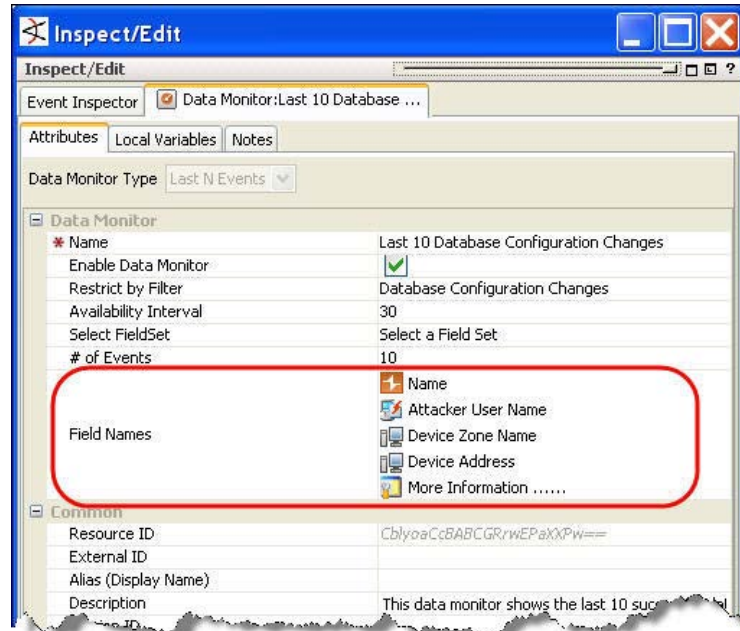 Inspect/Edit
Inspect/Edit ?
Event Inspector Data Monitor:Last 10 Database ...
Attributes Local Variables Notes
Data Monitor Type Last N Events
Data Monitor
* Name Last 10 Database Configuration Changes
Enable Data Monitor
Restrict by Filter Database Configuration Changes
Availability Interval 30
Select FieldSet Select a Field Set
# of Events 10
Field Names
Name
Attacker User Name
Device Zone Name
Device Address
More Information ......
Common
Resource ID CblyoaCcBABCGRrwEPaXXPw==
External ID
Alias (Display Name)
Description This data monitor shows the last 10